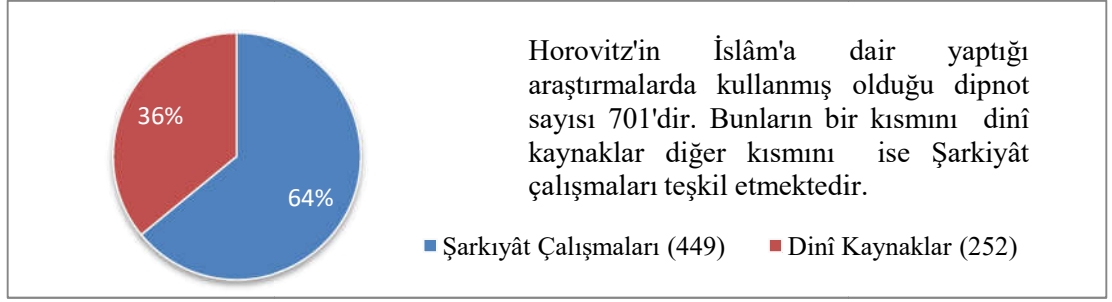 36%
64%
Horovitz'in İslâm'a dair yaptığı
araştırmalarda kullanmış olduğu dipnot
sayısı 701'dir. Bunların bir kısmını dinî
kaynaklar diğer kısmını ise Şarkiyât
çalışmaları teşkil etmektedir.
Şarkıyât Çalışmaları (449) Dinî Kaynaklar (252)